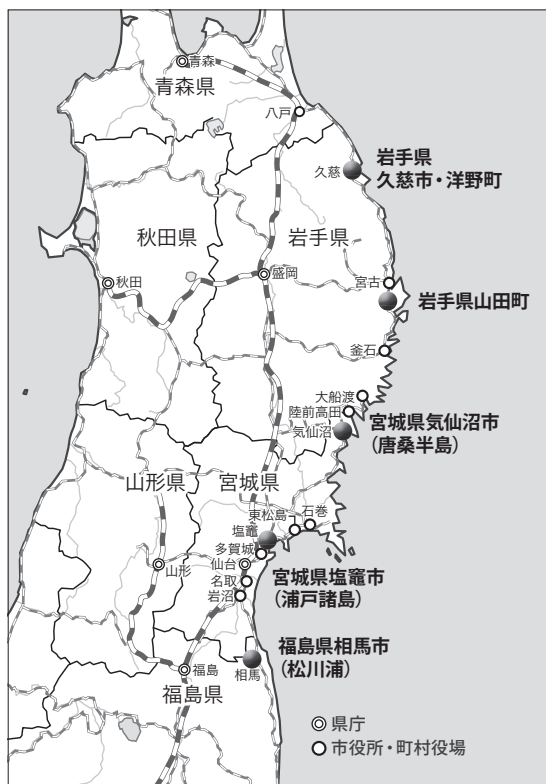 青森
青森県
八戸
久慈
岩手県
久慈市・洋野町
秋田県
岩手県
秋田
盛岡
宮古
岩手県山田町
釜石
大船渡
陸前高田
気仙沼
宮城県気仙沼市
(唐桑半島)
山形県
宮城県
東松島
石巻
塩竈
多賀城
仙台
山形
名取
岩沼
宮城県塩竈市
(浦戸諸島)
福島県相馬市
(松川浦)
相馬
福島
福島県
◎県庁
○市役所・町村役場